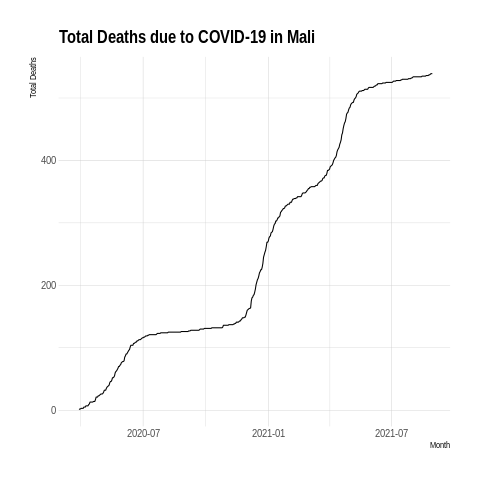 Total Deaths due to COVID-19 in Mali
Total Deaths
400
200
0
2020-07
2021-01
2021-07
Month